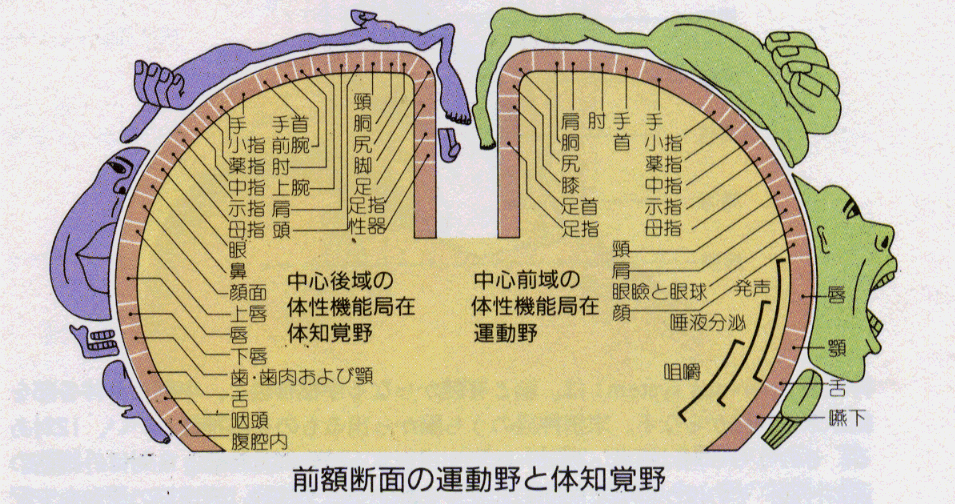 頸
胴
尻
脚
足
足指
性器
手 手首
小指 前腕
薬指 肘
中指 上腕
示指 肩
母指 頭
眼
鼻
顔面
上唇
唇
下唇
歯・歯肉および顎
舌
咽頭
腹腔内
中心後域の
体性機能局在
体知覚野
肩 肘 手首 手
胴
尻
膝
足首
足指
小指
薬指
中指
示指
母指
頸
肩
眼瞼と眼球
顔
発声
唾液分泌
咀嚼
中心前域の
体性機能局在
運動野
唇
顎
舌
嚥下
前額断面の運動野と体知覚野